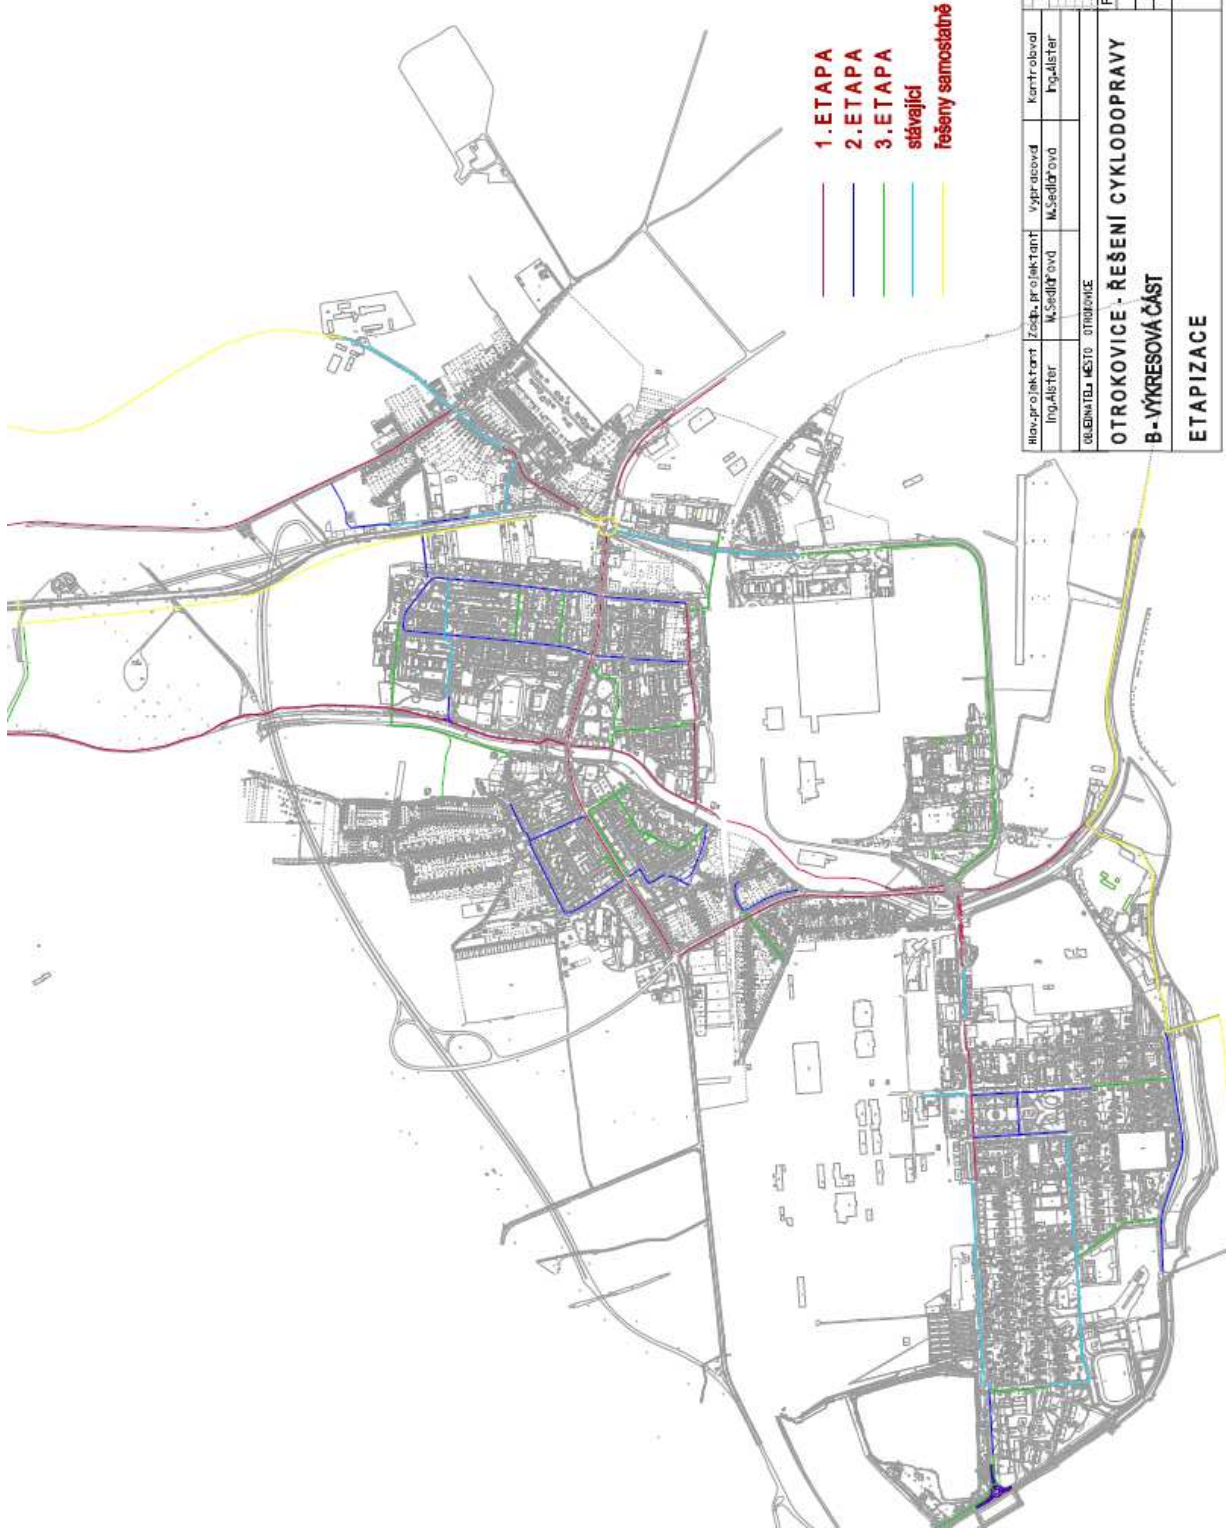 1.ETAPA
2.ETAPA
3.ETAPA
stávající
řešeny samostatně
Hlav.projektant Zodp. projektant Vypracoval Kontroloval
Ing.Alster M.Sedlářová M.Sedlářová Ing.Alster
OBJEDNATEL: MĚSTO OTROKOVICE
OTROKOVICE - ŘEŠENÍ CYKLODOPRAVY
B-VÝKRESOVÁ ČÁST
ETAPIZACE